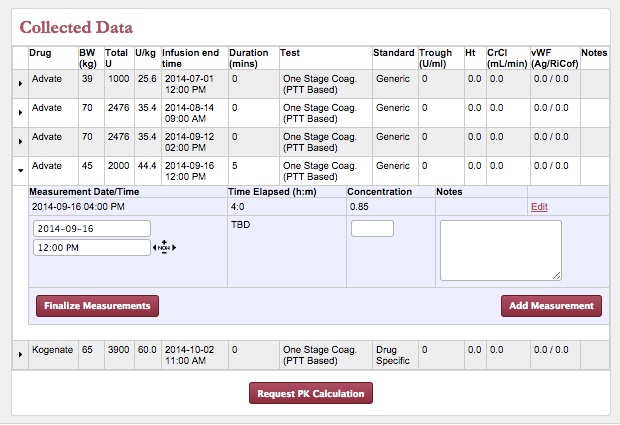 Collected Data
Drug BW (kg) Total U U/kg Infusion end time Duration (mins) Test Standard Trough (U/ml) Ht CrCl (mL/min) vWF (Ag/RiCof) Notes
Advate 39 1000 25.6 2014-07-01 12:00 PM 0 One Stage Coag. (PTT Based) Generic 0 0.0 0.0 0.0 / 0.0
Advate 70 2476 35.4 2014-08-14 09:00 AM 0 One Stage Coag. (PTT Based) Generic 0 0.0 0.0 0.0 / 0.0
Advate 70 2476 35.4 2014-09-12 02:00 PM 0 One Stage Coag. (PTT Based) Generic 0 0.0 0.0 0.0 / 0.0
Advate 45 2000 44.4 2014-09-16 12:00 PM 5 One Stage Coag. (PTT Based) Generic 0 0.0 0.0 0.0 / 0.0
Measurement Date/Time Time Elapsed (h:m) Concentration Notes
2014-09-16 04:00 PM 4:0 0.85 Edit
2014-09-16 TBD
12:00 PM NOW
Finalize Measurements Add Measurement
Kogenate 65 3900 60.0 2014-10-02 11:00 AM 0 One Stage Coag. (PTT Based) Drug Specific 0 0.0 0.0 0.0 / 0.0
Request PK Calculation